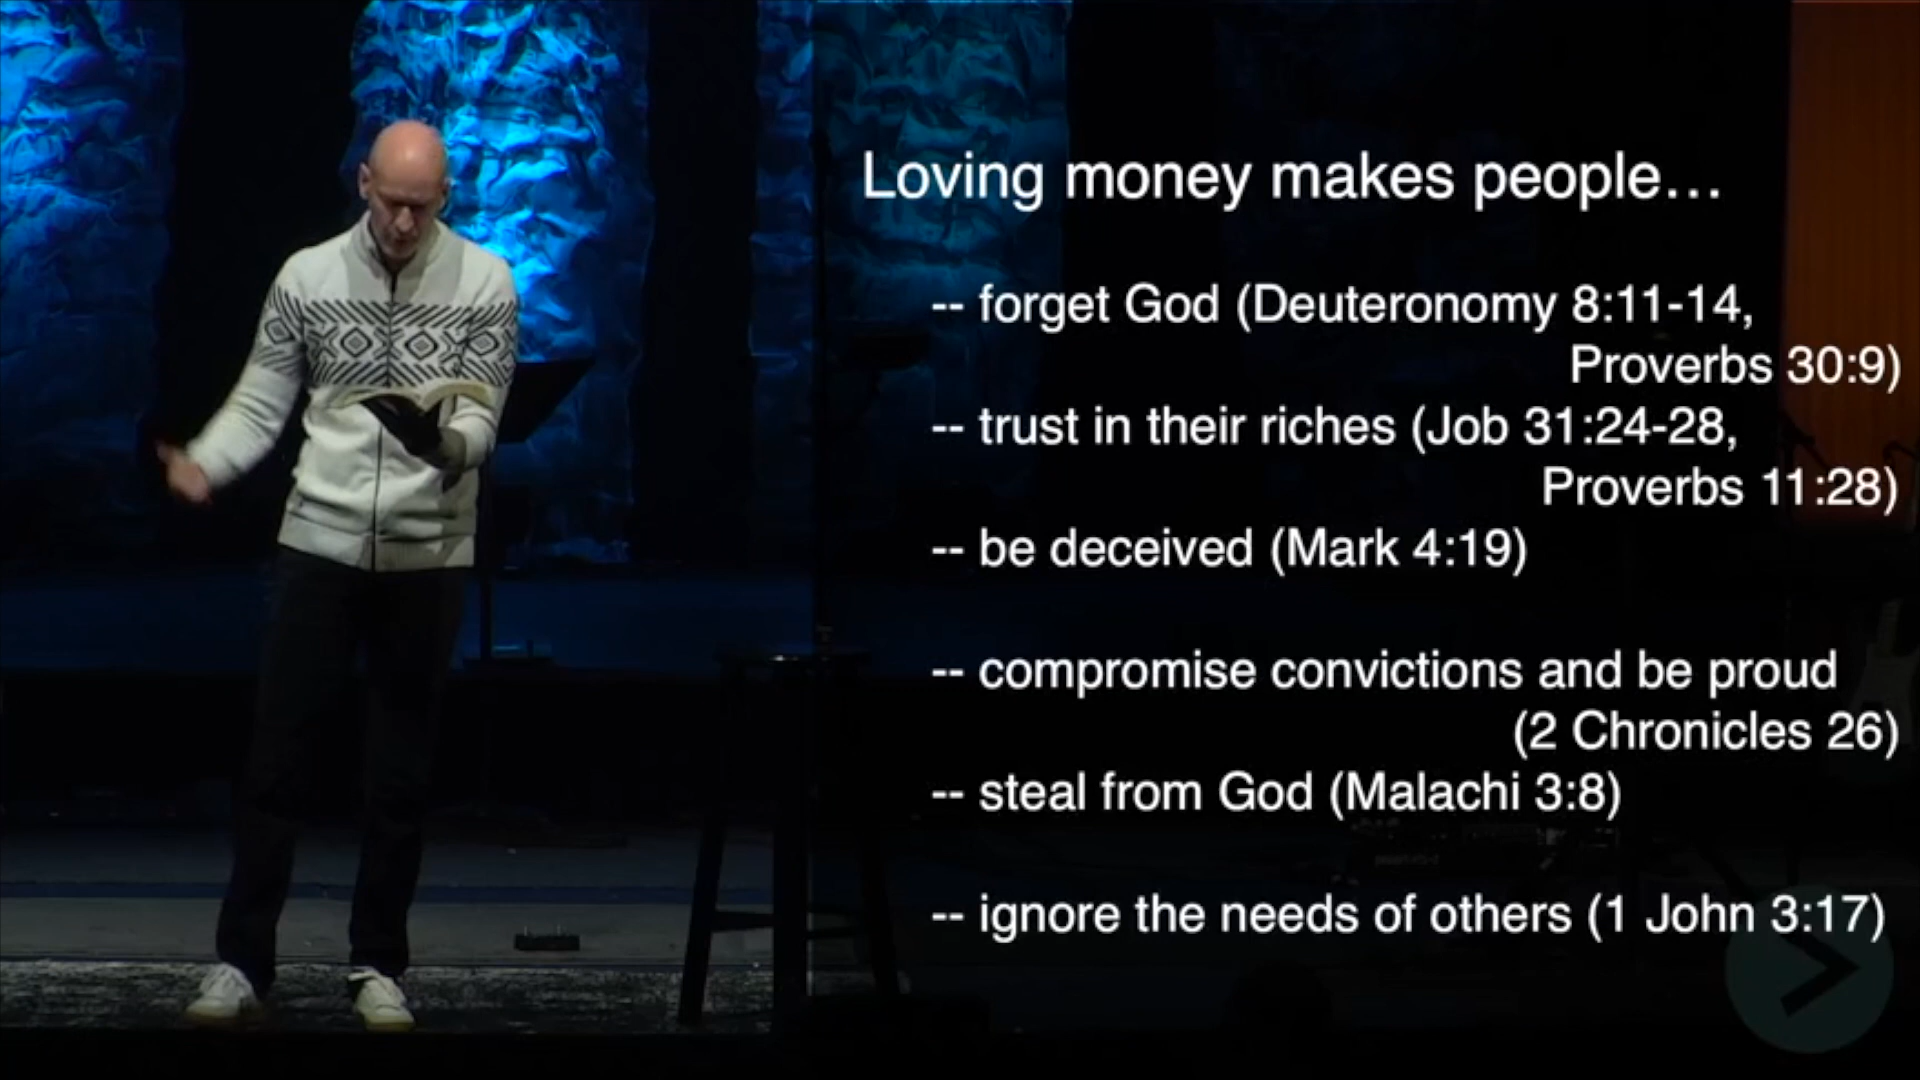 Loving money makes people…
-- forget God (Deuteronomy 8:11-14,
Proverbs 30:9)
-- trust in their riches (Job 31:24-28,
Proverbs 11:28)
-- be deceived (Mark 4:19)
-- compromise convictions and be proud
(2 Chronicles 26)
-- steal from God (Malachi 3:8)
-- ignore the needs of others (1 John 3:17)